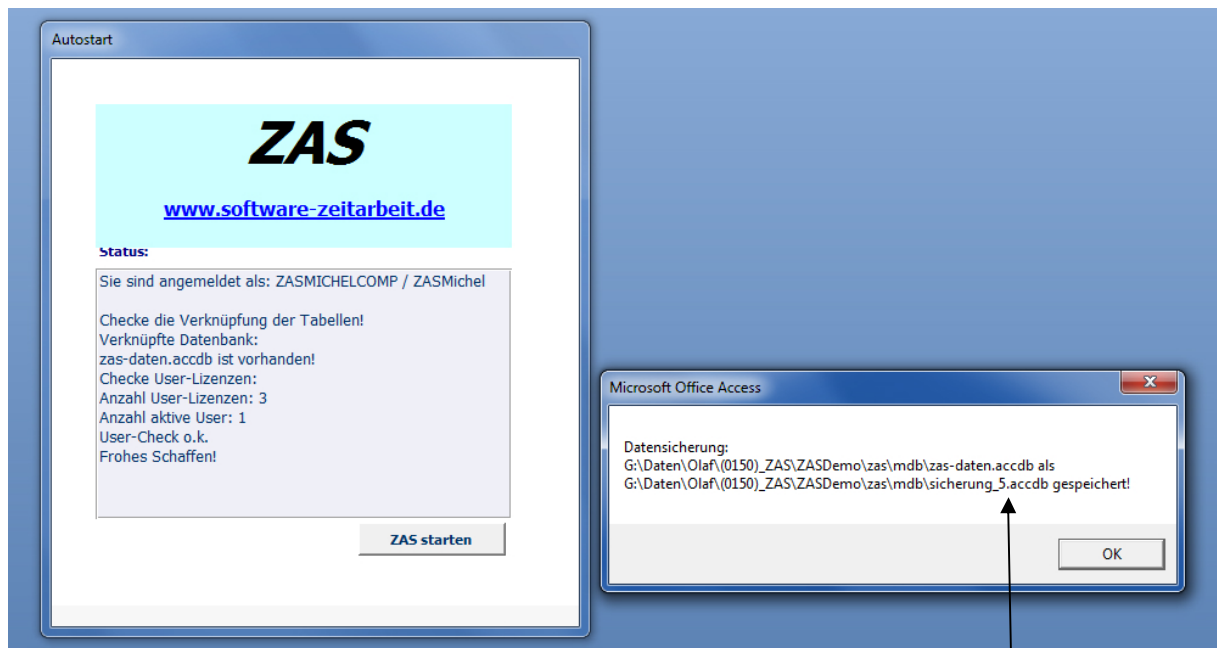 Autostart
ZAS
www.software-zeitarbeit.de
Status:
Sie sind angemeldet als: ZASMICHELCOMP / ZASMichel
Checke die Verknüpfung der Tabellen!
Verknüpfte Datenbank:
zas-daten.accdb ist vorhanden!
Checke User-Lizenzen:
Anzahl User-Lizenzen: 3
Anzahl aktive User: 1
User-Check o.k.
Frohes Schaffen!
ZAS starten
Microsoft Office Access
Datensicherung:
G:\Daten\Olaf\(0150)_ZAS\ZASDemo\zas\mdb\zas-daten.accdb als
G:\Daten\Olaf\(0150)_ZAS\ZASDemo\zas\mdb\sicherung_5.accdb gespeichert!
OK